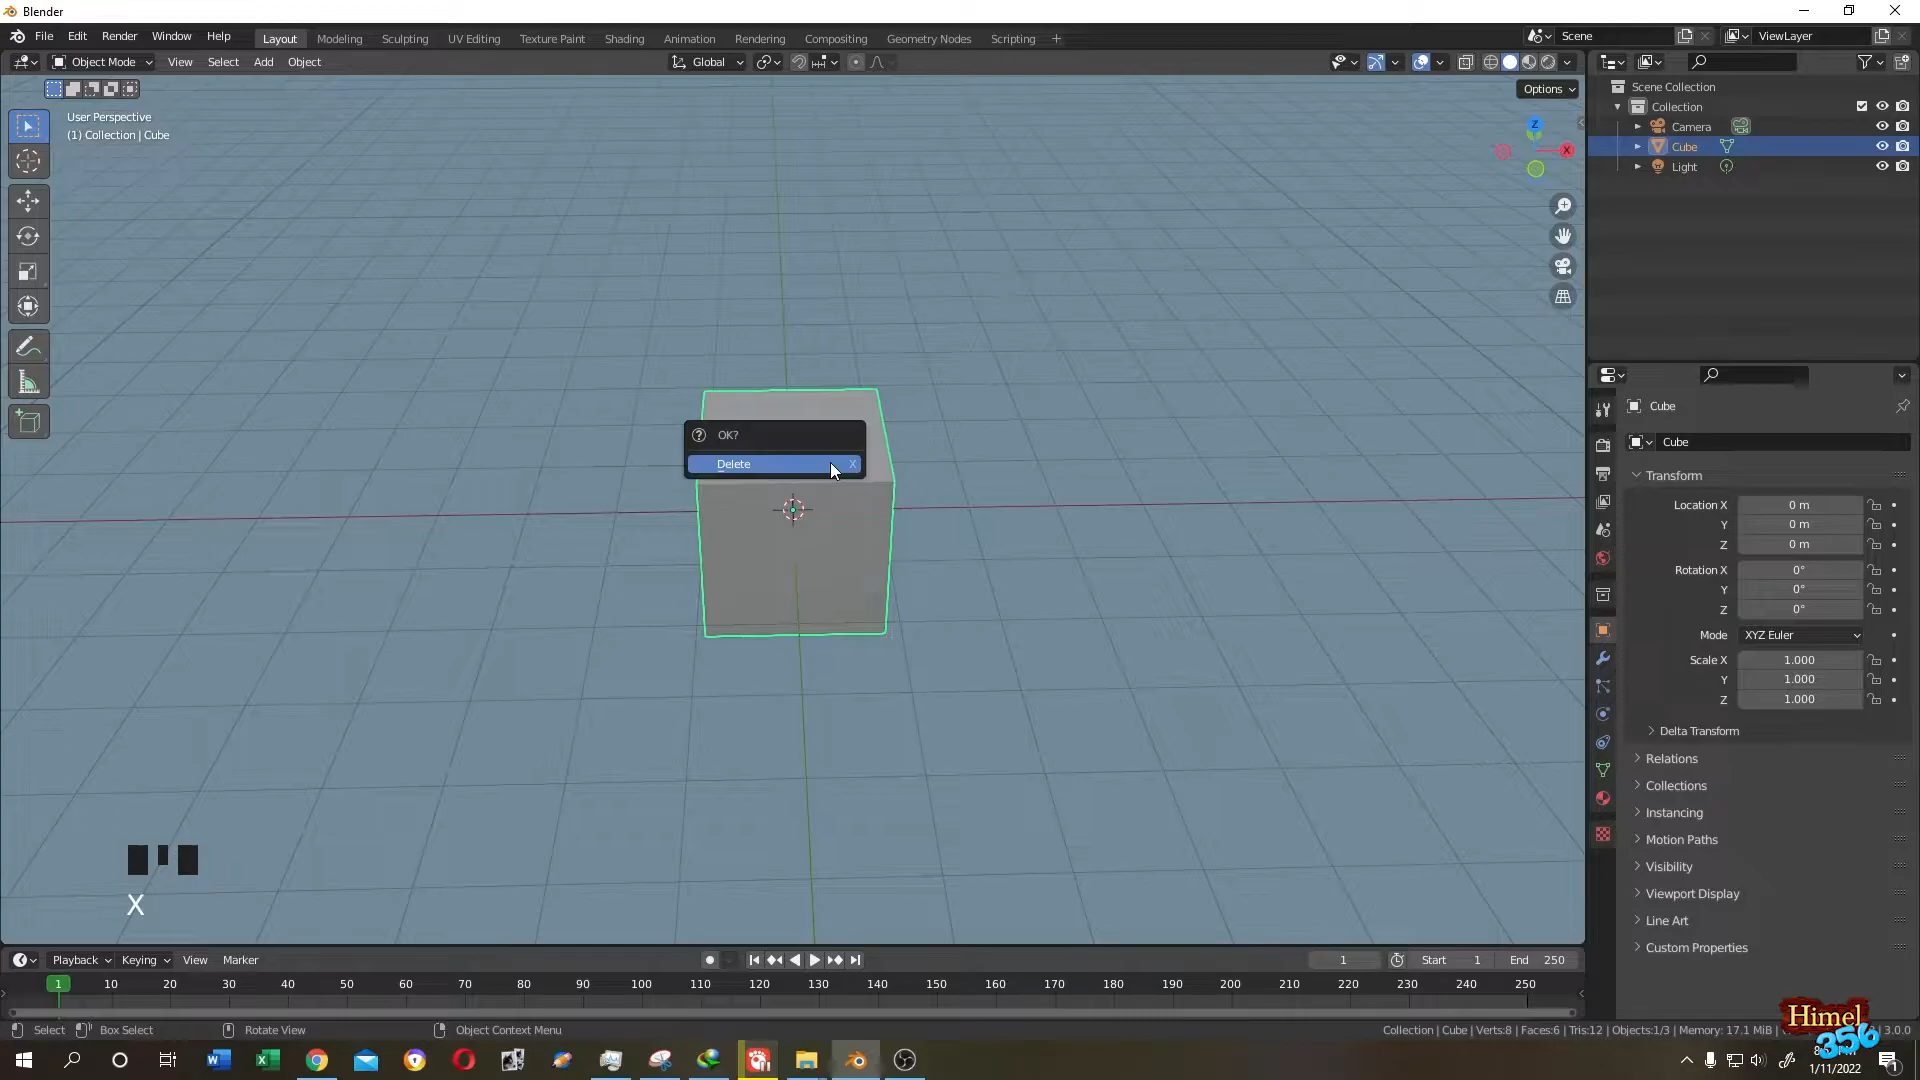 Blender
File Edit Render Window Help Layout Modeling Sculpting UV Editing Texture Paint Shading Animation Rendering Compositing Geometry Nodes Scripting + Scene ViewLayer
Object Mode View Select Add Object Global
Options
User Perspective
(1) Collection | Cube
Z
X
Scene Collection
Collection
Camera
Cube
Light
OK?
Delete X
Cube
Cube
Transform
Location X 0 m
Y 0 m
Z 0 m
Rotation X 0°
Y 0°
Z 0°
Mode XYZ Euler
Scale X 1.000
Y 1.000
Z 1.000
Delta Transform
Relations
Collections
Instancing
Motion Paths
Visibility
Viewport Display
Line Art
Custom Properties
X
Playback Keying View Marker 1 Start 1 End 250
1 10 20 30 40 50 60 70 80 90 100 110 120 130 140 150 160 170 180 190 200 210 220 230 240 250
Select Box Select Rotate View Object Context Menu Collection | Cube | Verts:8 | Faces:6 | Tris:12 | Objects:1/3 | Memory: 17.1 MiB | 3.0.0
Himel
356
1/11/2022
1